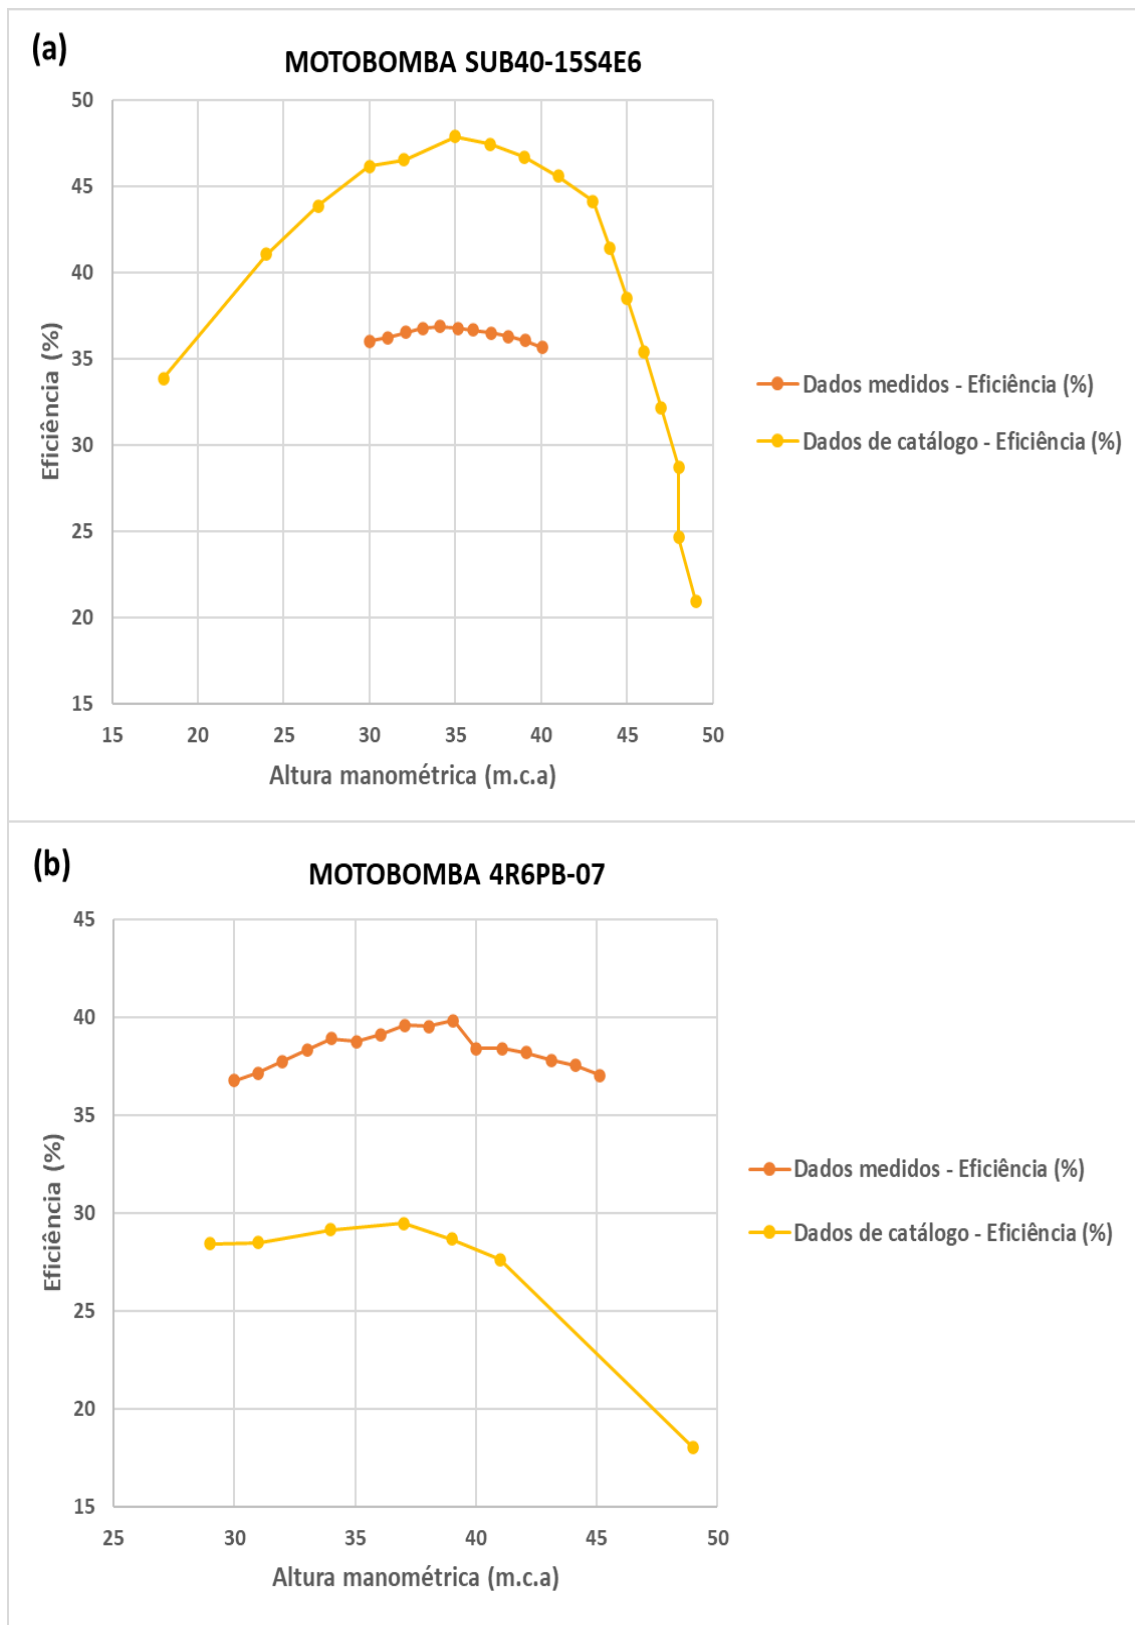 (a)
MOTOBOMBA SUB40-15S4E6
50
45
40
35
30
25
20
15
Eficiência (%)
15 20 25 30 35 40 45 50
Altura manométrica (m.c.a)
Dados medidos - Eficiência (%)
Dados de catálogo - Eficiência (%)
(b)
MOTOBOMBA 4R6PB-07
45
40
35
30
25
20
15
Eficiência (%)
25 30 35 40 45 50
Altura manométrica (m.c.a)
Dados medidos - Eficiência (%)
Dados de catálogo - Eficiência (%)